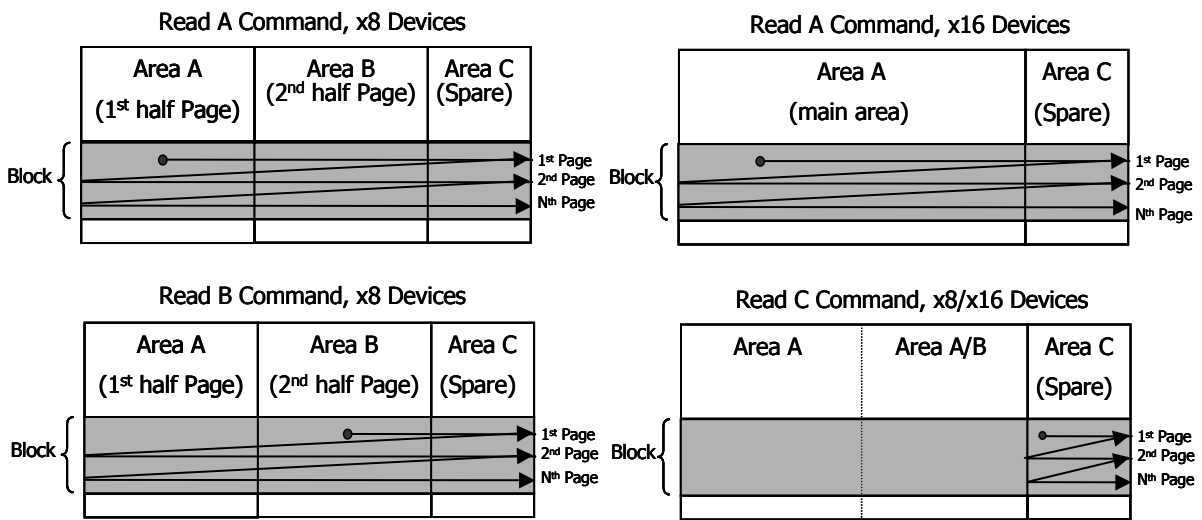 Read A Command, x8 Devices
Area A
(1st half Page)
Area B
(2nd half Page)
Area C
(Spare)
Block
1st Page
2nd Page
Nth Page
Read A Command, x16 Devices
Area A
(main area)
Area C
(Spare)
Block
1st Page
2nd Page
Nth Page
Read B Command, x8 Devices
Area A
(1st half Page)
Area B
(2nd half Page)
Area C
(Spare)
Block
1st Page
2nd Page
Nth Page
Read C Command, x8/x16 Devices
Area A
Area A/B
Area C
(Spare)
Block
1st Page
2nd Page
Nth Page